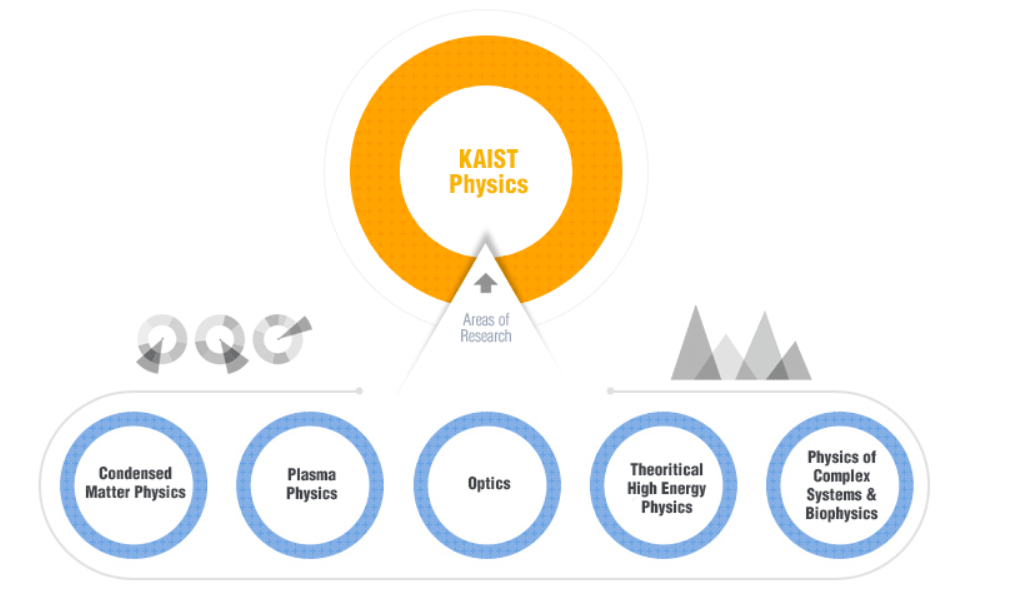 KAIST
Physics
Areas of
Research
Condensed
Matter Physics
Plasma
Physics
Optics
Theoritical
High Energy
Physics
Physics of
Complex
Systems &
Biophysics